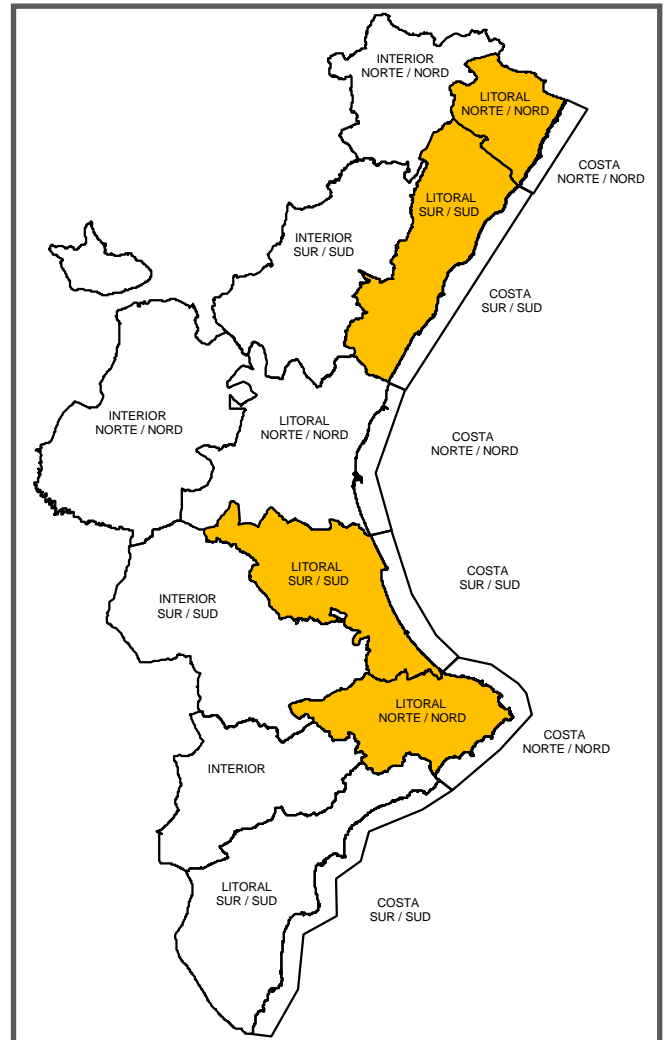 INTERIOR
NORTE / NORD
LITORAL
NORTE / NORD
COSTA
NORTE / NORD
LITORAL
SUR / SUD
INTERIOR
SUR / SUD
COSTA
SUR / SUD
INTERIOR
NORTE / NORD
LITORAL
NORTE / NORD
COSTA
NORTE / NORD
LITORAL
SUR / SUD
COSTA
SUR / SUD
INTERIOR
SUR / SUD
LITORAL
NORTE / NORD
COSTA
NORTE / NORD
INTERIOR
LITORAL
SUR / SUD
COSTA
SUR / SUD